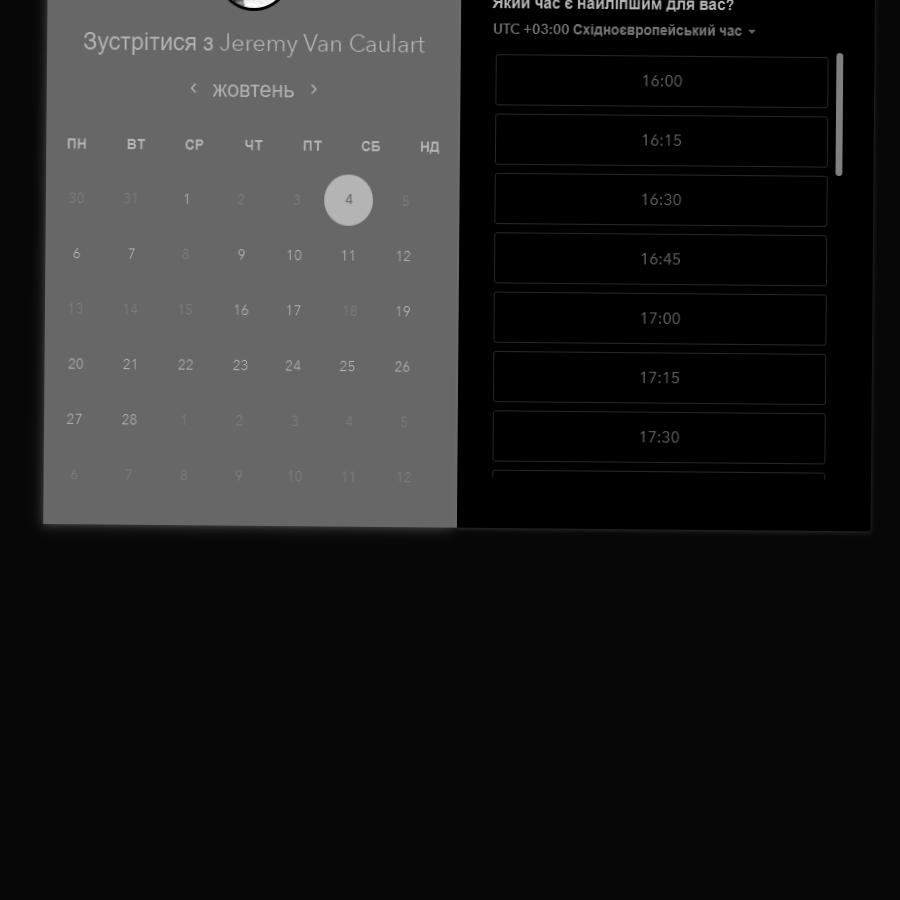 Зустрітися з Jeremy Van Caulart
‹ жовтень ›
ПН ВТ СР ЧТ ПТ СБ НД
30 31 1 2 3 4 5
6 7 8 9 10 11 12
13 14 15 16 17 18 19
20 21 22 23 24 25 26
27 28 1 2 3 4 5
6 7 8 9 10 11 12
Який час є найліпшим для вас?
UTC +03:00 Східноєвропейський час
16:00
16:15
16:30
16:45
17:00
17:15
17:30